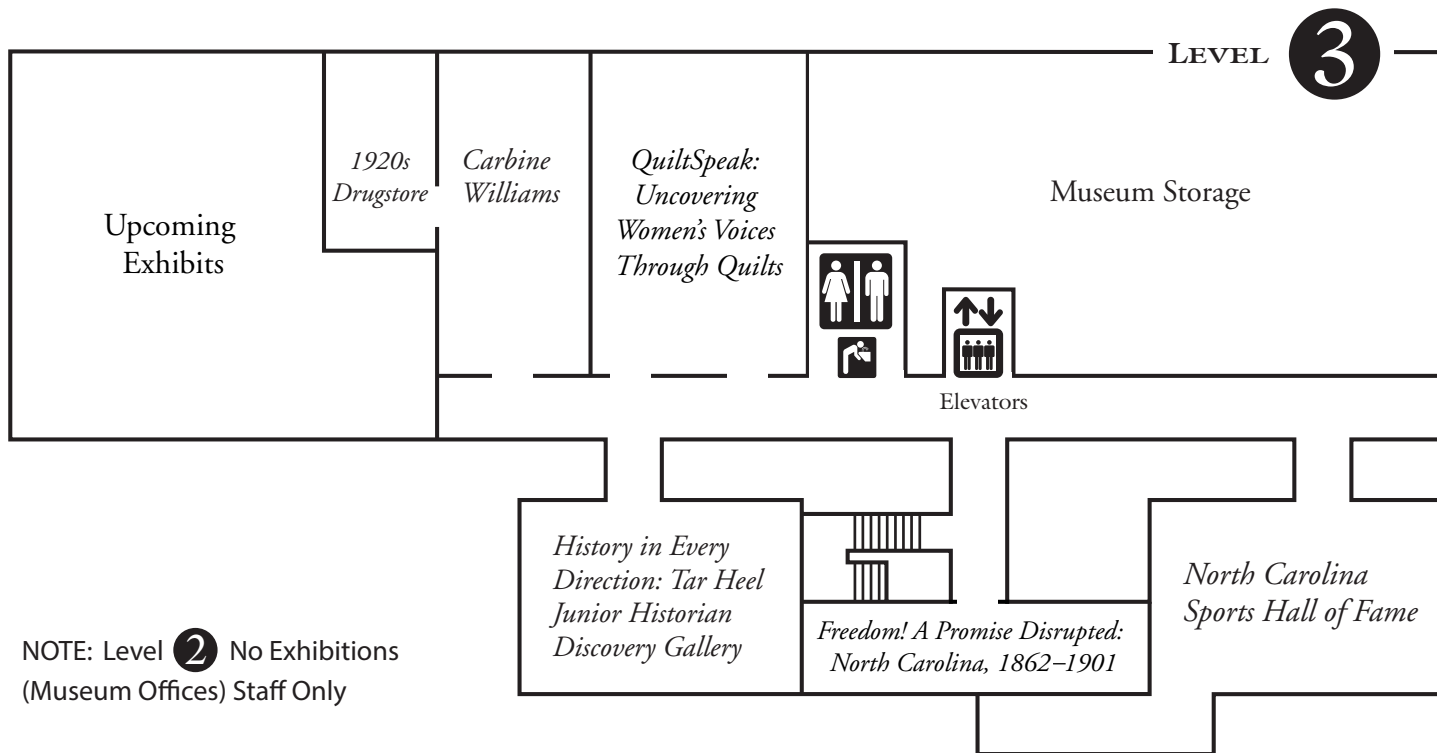 LEVEL 3
1920s
Drugstore
Carbine
Williams
QuiltSpeak:
Uncovering
Women's Voices
Through Quilts
Museum Storage
Upcoming
Exhibits
Elevators
History in Every
Direction: Tar Heel
Junior Historian
Discovery Gallery
North Carolina
Sports Hall of Fame
Freedom! A Promise Disrupted:
North Carolina, 1862–1901
NOTE: Level 2 No Exhibitions
(Museum Offices) Staff Only